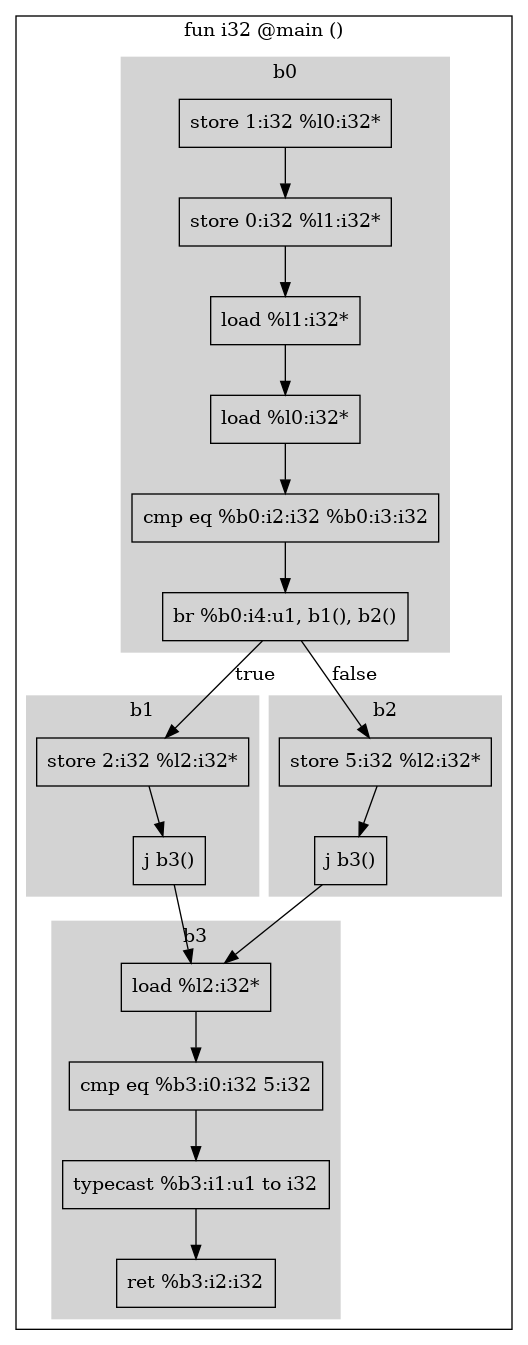 fun i32 @main ()
b0
store 1:i32 %l0:i32*
store 0:i32 %l1:i32*
load %l1:i32*
load %l0:i32*
cmp eq %b0:i2:i32 %b0:i3:i32
br %b0:i4:u1, b1(), b2()
true
false
b1
store 2:i32 %l2:i32*
j b3()
b2
store 5:i32 %l2:i32*
j b3()
b3
load %l2:i32*
cmp eq %b3:i0:i32 5:i32
typecast %b3:i1:u1 to i32
ret %b3:i2:i32